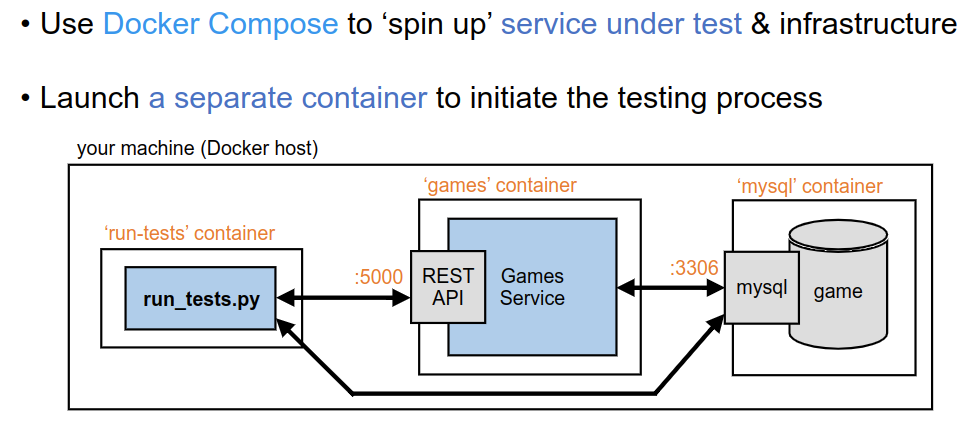 • Use Docker Compose to ‘spin up’ service under test & infrastructure
• Launch a separate container to initiate the testing process
your machine (Docker host)
‘games’ container
‘mysql’ container
‘run-tests’ container
run_tests.py
:5000
REST
API
Games
Service
:3306
mysql
game